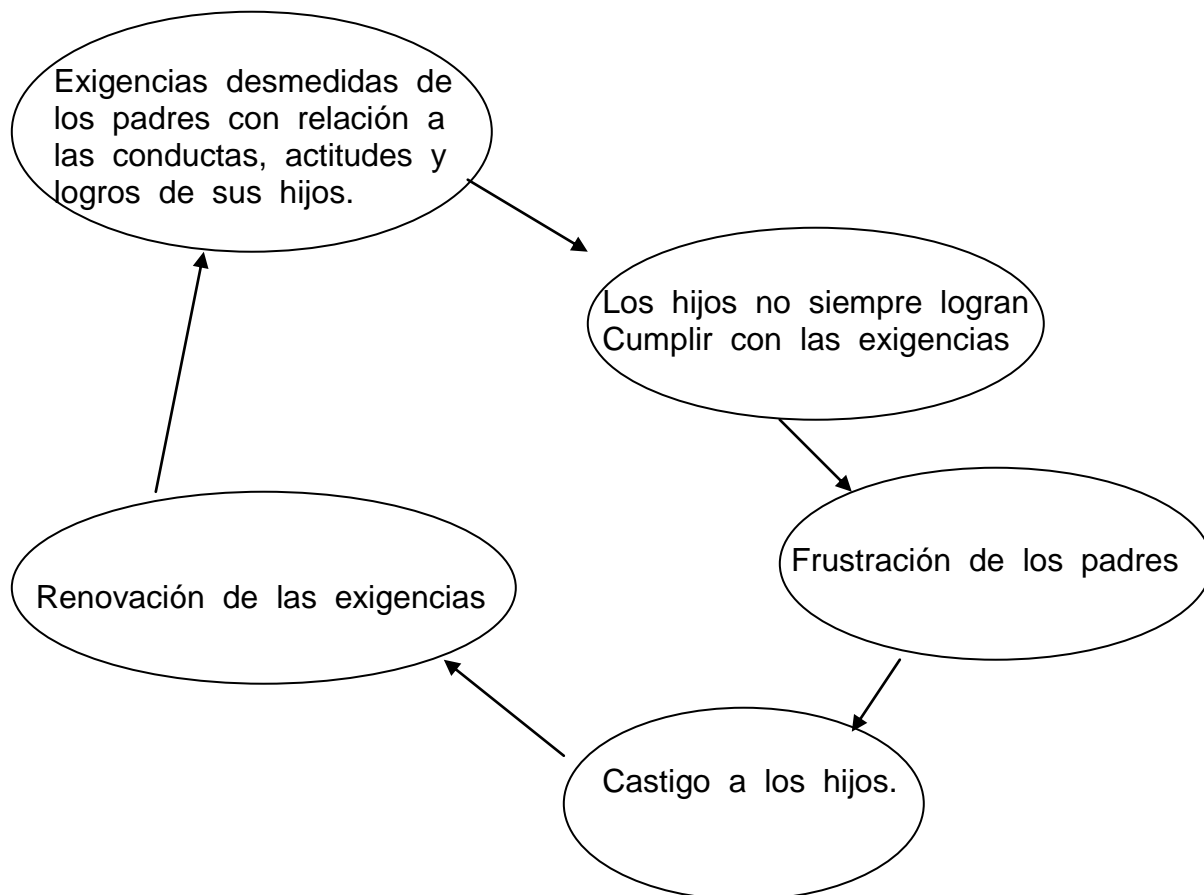 Exigencias desmedidas de
los padres con relación a
las conductas, actitudes y
logros de sus hijos.
Los hijos no siempre logran
Cumplir con las exigencias
Frustración de los padres
Castigo a los hijos.
Renovación de las exigencias